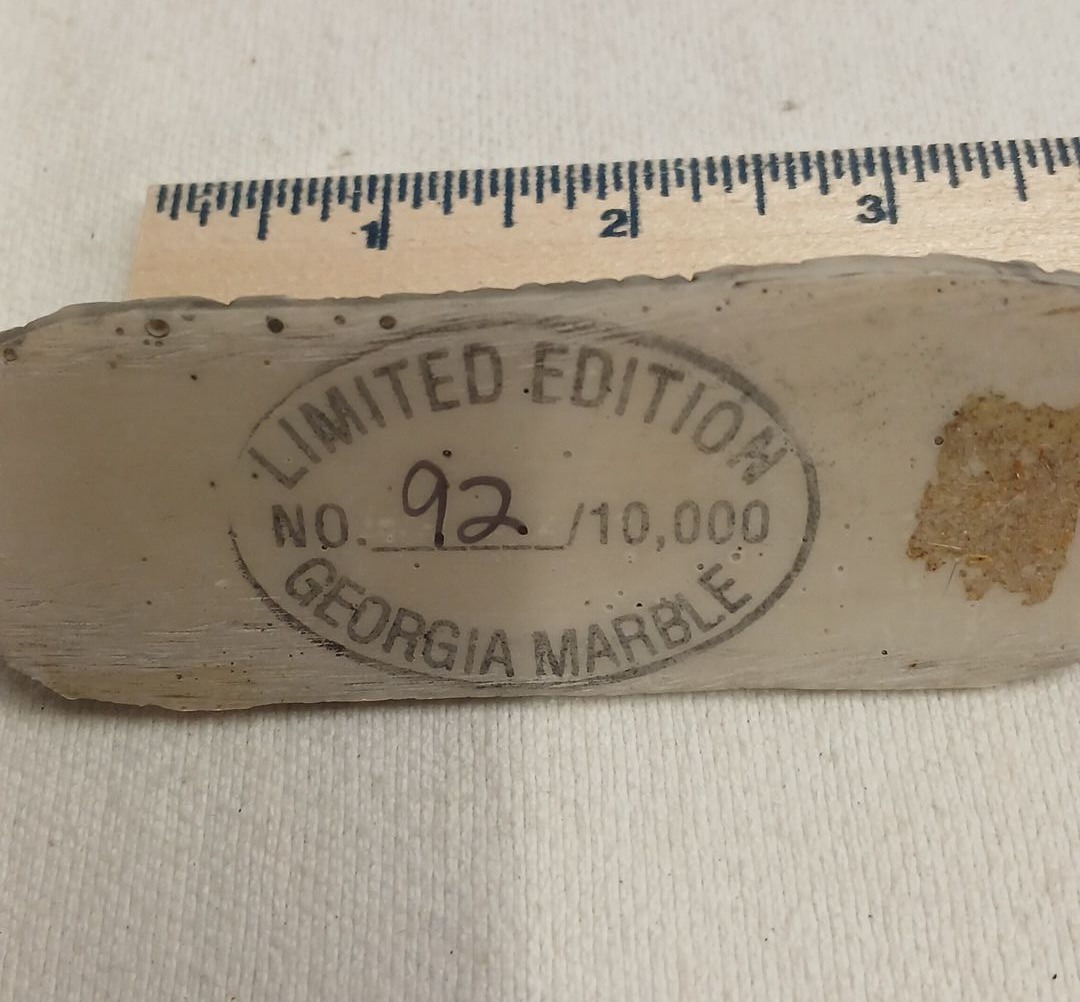 1 2 3
LIMITED EDITION
NO. 92 /10,000
GEORGIA MARBLE